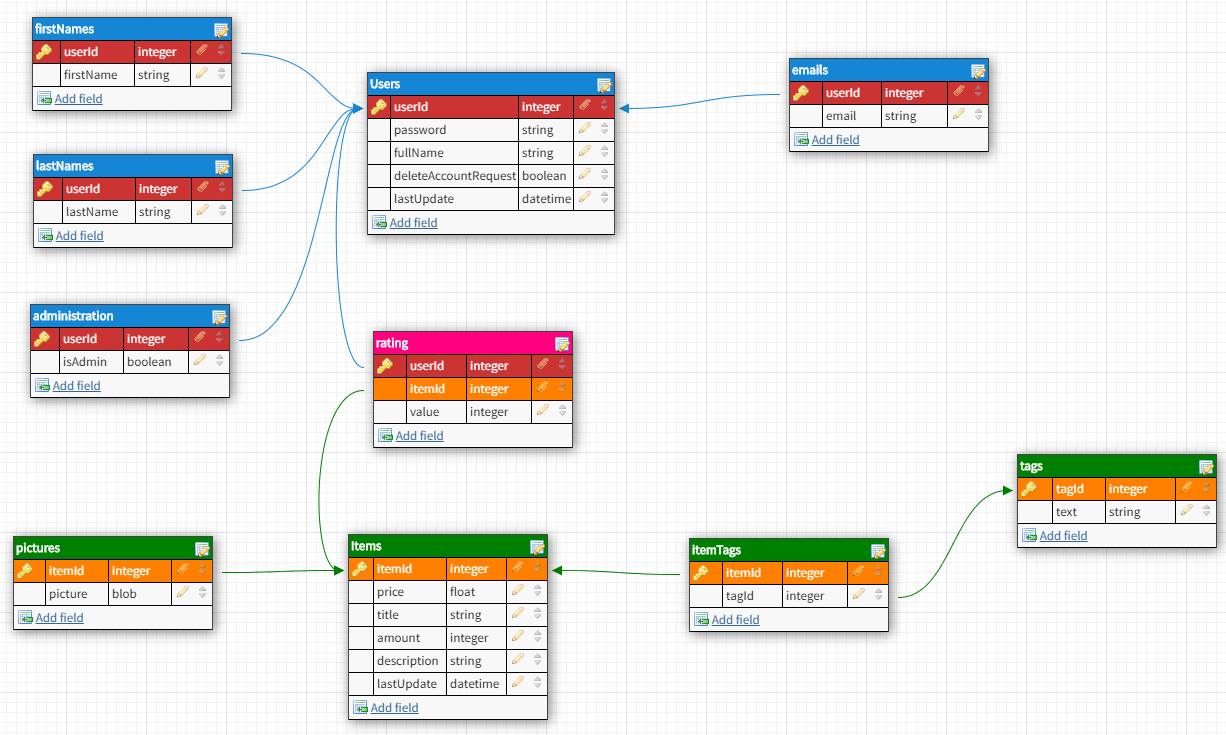 firstNames
userId integer
firstName string
Add field
lastNames
userId integer
lastName string
Add field
administration
userId integer
isAdmin boolean
Add field
Users
userId integer
password string
fullName string
deleteAccountRequest boolean
lastUpdate datetime
Add field
emails
userId integer
email string
Add field
rating
userId integer
itemId integer
value integer
Add field
pictures
itemId integer
picture blob
Add field
Items
itemId integer
price float
title string
amount integer
description string
lastUpdate datetime
Add field
itemTags
itemId integer
tagId integer
Add field
tags
tagId integer
text string
Add field